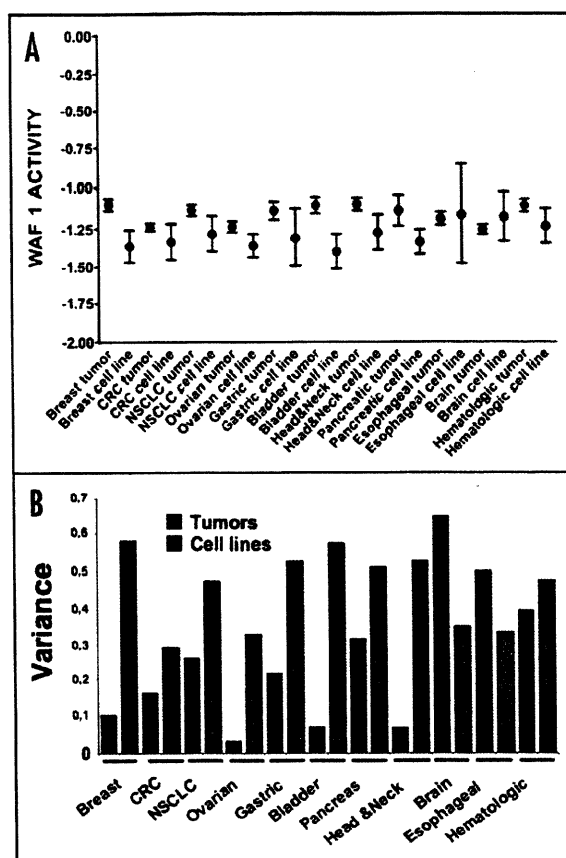 A
WAF 1 ACTIVITY
0.00
-0.25
-0.50
-0.75
-1.00
-1.25
-1.50
-1.75
-2.00
Breast tumor
Breast cell line
CRC tumor
CRC cell line
NSCLC tumor
NSCLC cell line
Ovarian tumor
Ovarian cell line
Gastric tumor
Gastric cell line
Bladder tumor
Bladder cell line
Head&Neck tumor
Head&Neck cell line
Pancreatic tumor
Pancreatic cell line
Esophageal tumor
Esophageal cell line
Brain tumor
Brain cell line
Hematologic tumor
Hematologic cell line
B
Tumors
Cell lines
Variance
0.7
0,6
0,5
0,4
0.3
0.2
0,1
0
Breast
CRC
NSCLC
Ovarian
Gastric
Bladder
Pancreas
Head &Neck
Brain
Esophageal
Hematologic